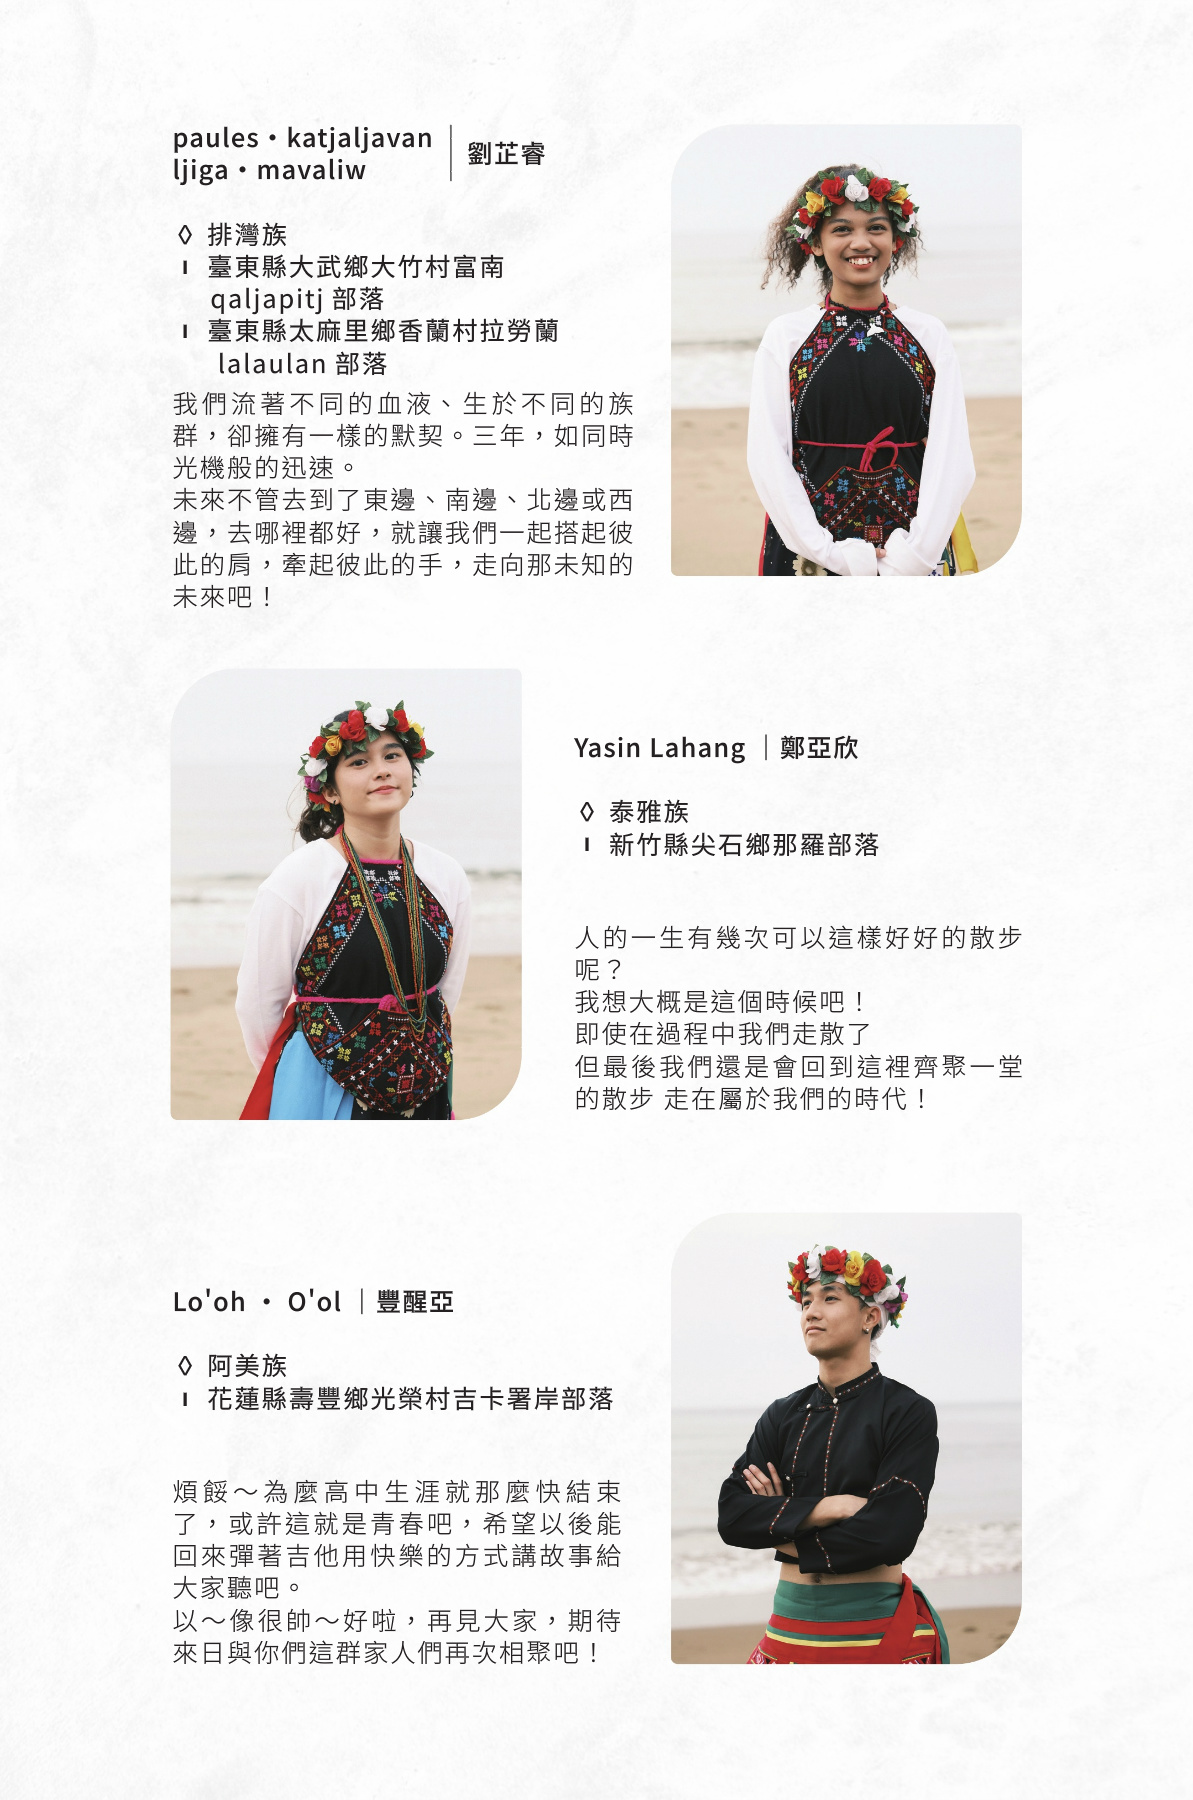 paules・katjaljavan
ljiga・mavaliw
劉芷睿
◊ 排灣族
臺東縣大武鄉大竹村富南
qaljapitj 部落
臺東縣太麻里鄉香蘭村拉勞蘭
lalaulan 部落
我們流著不同的血液、生於不同的族
群，卻擁有一樣的默契。三年，如同時
光機般的迅速。
未來不管去到了東邊、南邊、北邊或西
邊，去哪裡都好，就讓我們一起搭起彼
此的肩，牽起彼此的手，走向那未知的
未來吧！
Yasin Lahang ｜鄭亞欣
◊ 泰雅族
新竹縣尖石鄉那羅部落
人的一生有幾次可以這樣好好的散步
呢？
我想大概是這個時候吧！
即使在過程中我們走散了
但最後我們還是會回到這裡齊聚一堂
的散步 走在屬於我們的時代！
Lo'oh ・ O'ol ｜豐醒亞
◊ 阿美族
花蓮縣壽豐鄉光榮村吉卡署岸部落
煩餒～為麼高中生涯就那麼快結束
了，或許這就是青春吧，希望以後能
回來彈著吉他用快樂的方式講故事給
大家聽吧。
以～像很帥～好啦，再見大家，期待
來日與你們這群家人們再次相聚吧！